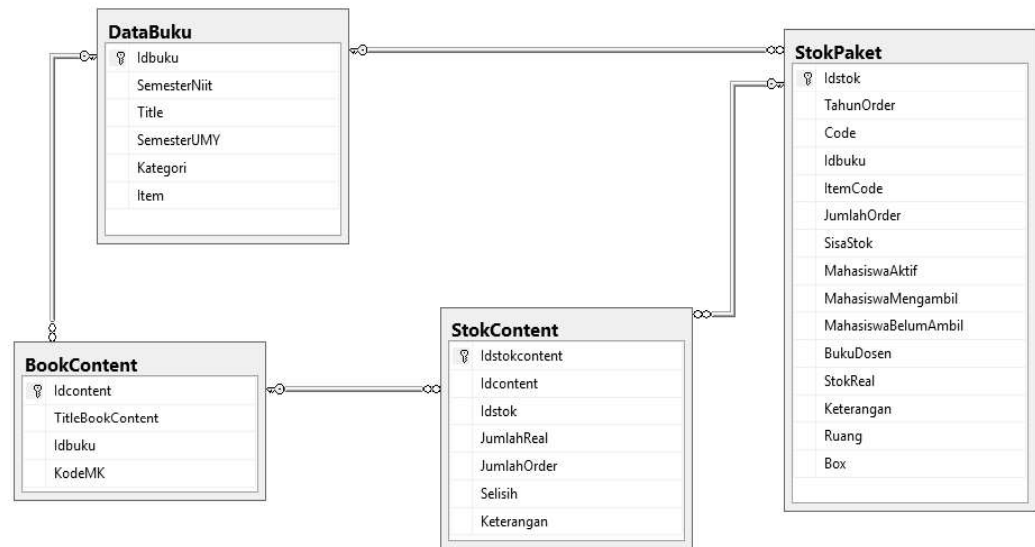 DataBuku
Idbuku
SemesterNiit
Title
SemesterUMY
Kategori
Item
StokPaket
Idstok
TahunOrder
Code
Idbuku
ItemCode
JumlahOrder
SisaStok
MahasiswaAktif
MahasiswaMengambil
MahasiswaBelumAmbil
BukuDosen
StokReal
Keterangan
Ruang
Box
BookContent
Idcontent
TitleBookContent
Idbuku
KodeMK
StokContent
Idstokcontent
Idcontent
Idstok
JumlahReal
JumlahOrder
Selisih
Keterangan